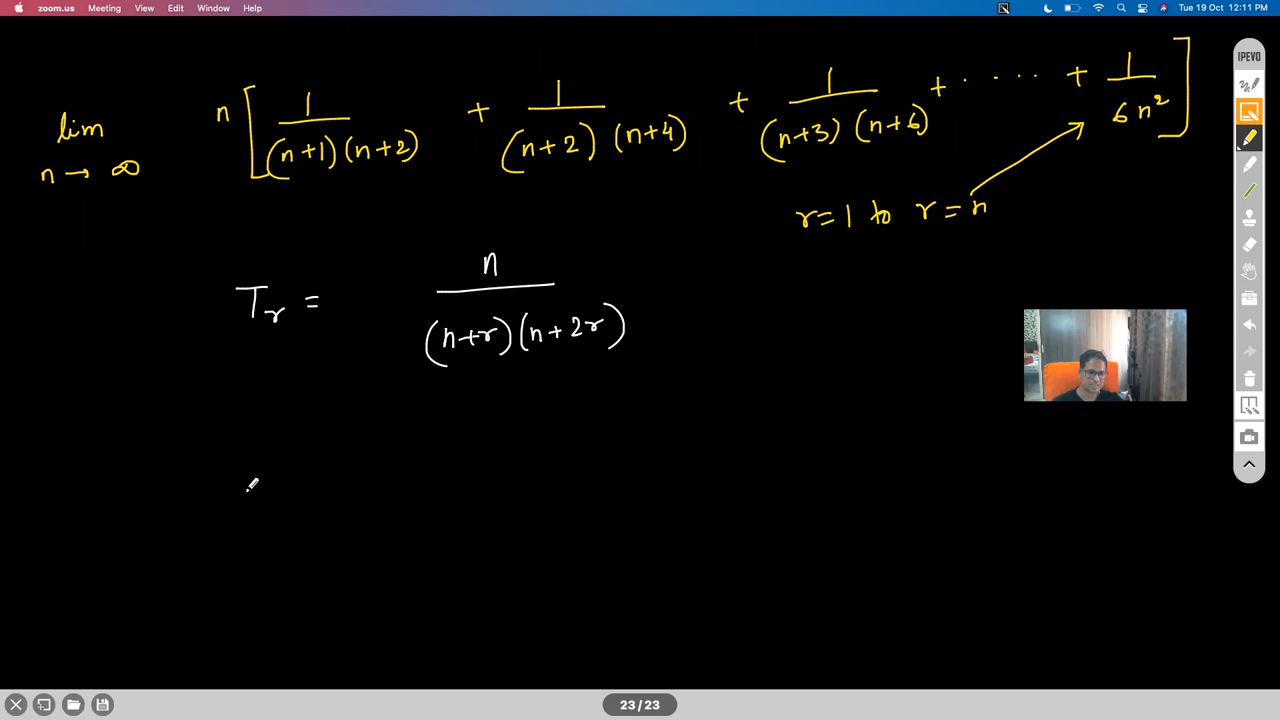 zoom.us Meeting View Edit Window Help Tue 19 Oct 12:11 PM
IPEVO
lim n→∞ n [ 1/((n+1)(n+2)) + 1/((n+2)(n+4)) + 1/((n+3)(n+6)) + ····· + 1/(6n²) ]
r=1 to r=n
T_r = n/((n+r)(n+2r))
23/23